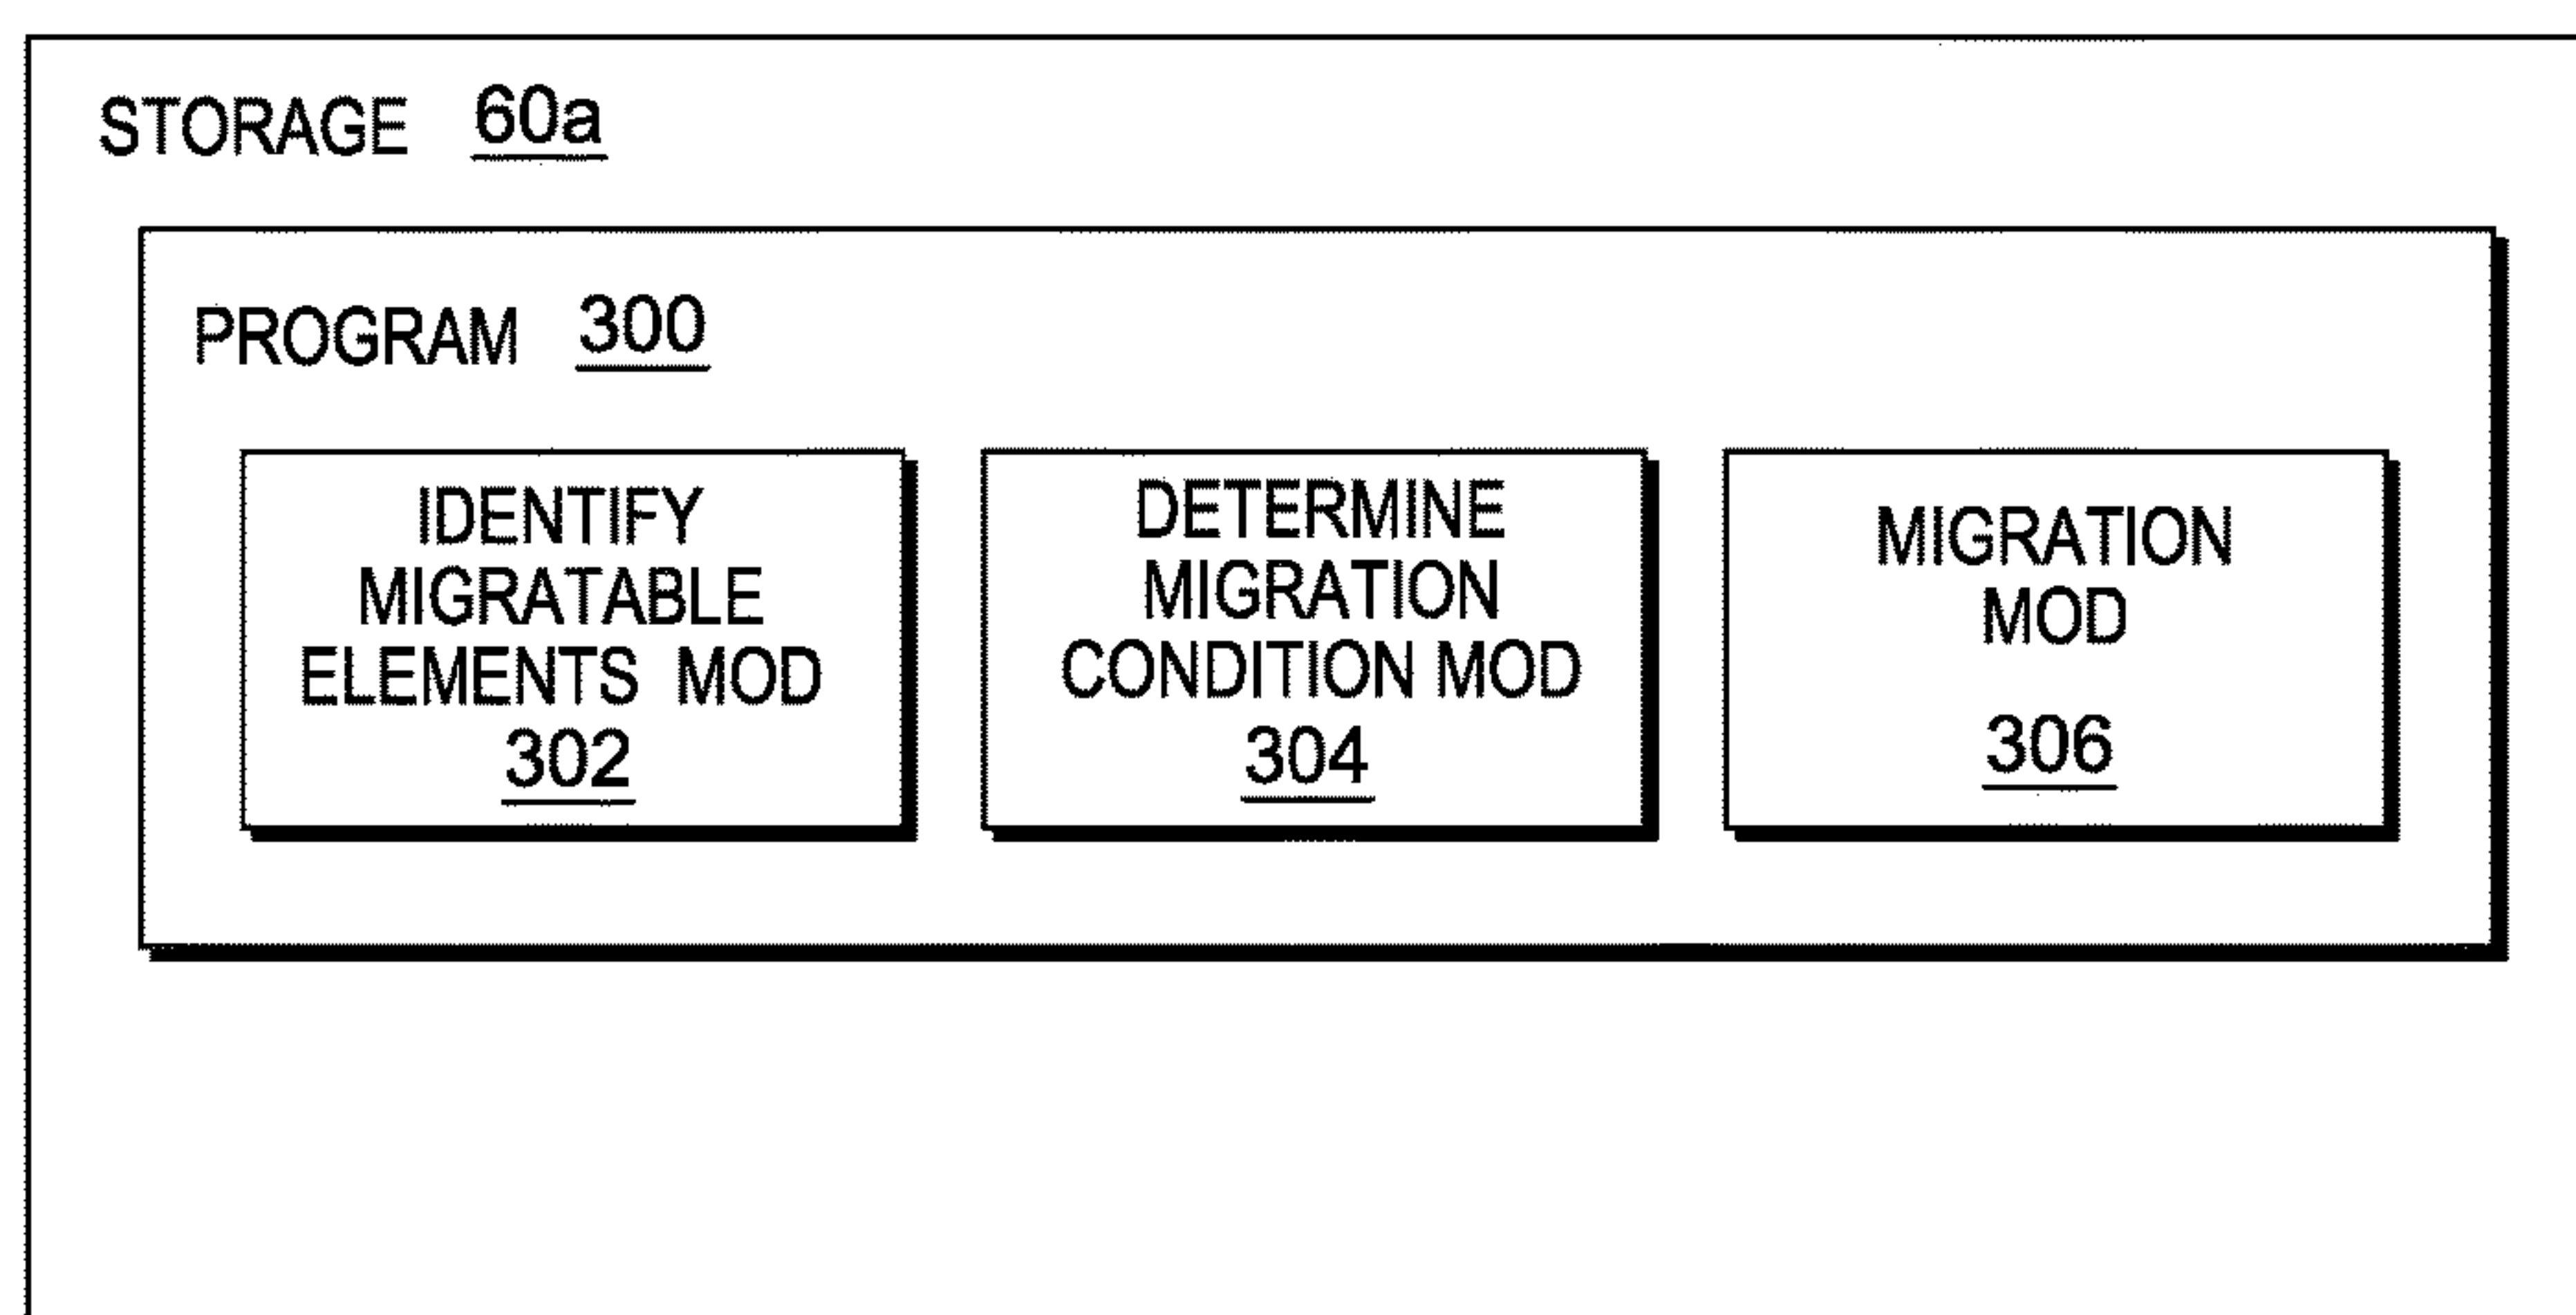 STORAGE 60a
PROGRAM 300
IDENTIFY
MIGRATABLE
ELEMENTS MOD
302
DETERMINE
MIGRATION
CONDITION MOD
304
MIGRATION
MOD
306